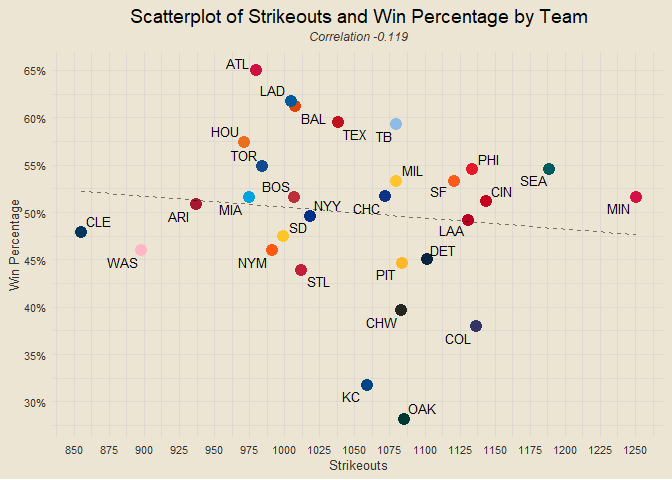 Scatterplot of Strikeouts and Win Percentage by Team
Correlation -0.119
Win Percentage
65%
60%
55%
50%
45%
40%
35%
30%
ATL
LAD
BAL
TEX
TB
HOU
TOR
BOS
MIL
PHI
SEA
SF
CIN
MIN
MIA
ARI
NYY
CHC
CLE
SD
LAA
WAS
NYM
STL
DET
PIT
CHW
COL
KC
OAK
850 875 900 925 950 975 1000 1025 1050 1075 1100 1125 1150 1175 1200 1225 1250
Strikeouts